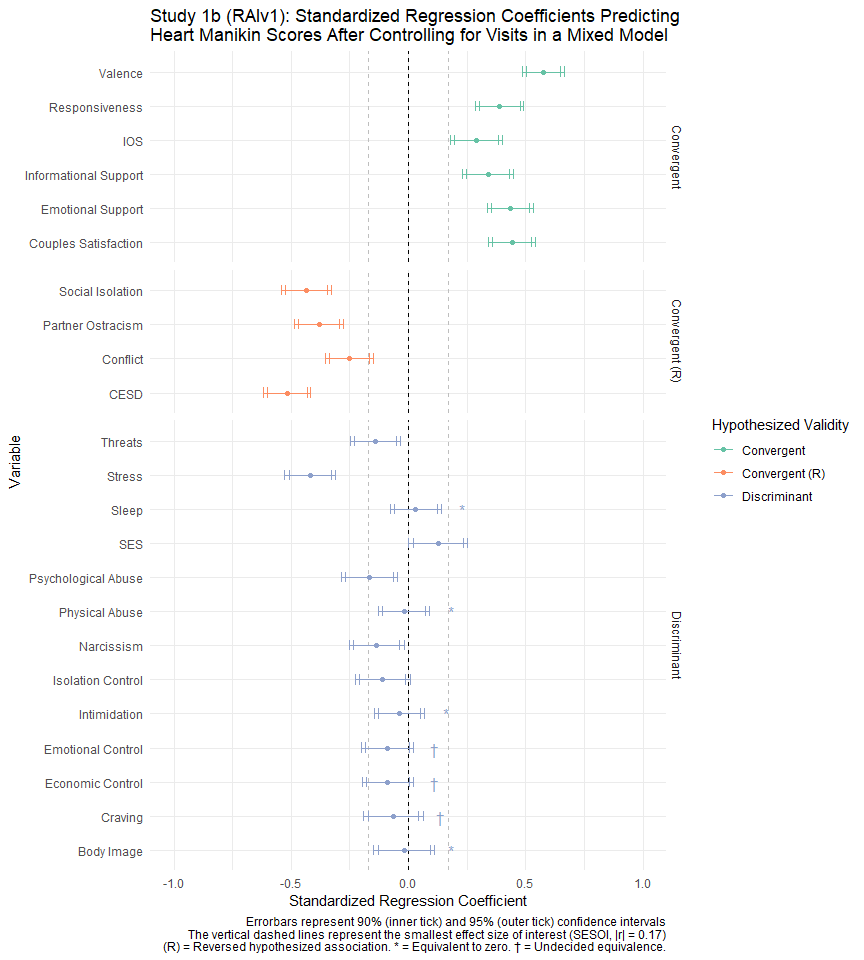 Study 1b (RAIv1): Standardized Regression Coefficients Predicting
Heart Manikin Scores After Controlling for Visits in a Mixed Model
Variable
Valence
Responsiveness
IOS
Informational Support
Emotional Support
Couples Satisfaction
Convergent
Social Isolation
Partner Ostracism
Conflict
CESD
Convergent (R)
Threats
Stress
Sleep *
SES
Psychological Abuse
Physical Abuse *
Narcissism
Isolation Control
Intimidation *
Emotional Control †
Economic Control †
Craving †
Body Image *
Discriminant
-1.0 -0.5 0.0 0.5 1.0
Standardized Regression Coefficient
Hypothesized Validity
Convergent
Convergent (R)
Discriminant
Errorbars represent 90% (inner tick) and 95% (outer tick) confidence intervals
The vertical dashed lines represent the smallest effect size of interest (SESOI, |r| = 0.17)
(R) = Reversed hypothesized association. * = Equivalent to zero. † = Undecided equivalence.